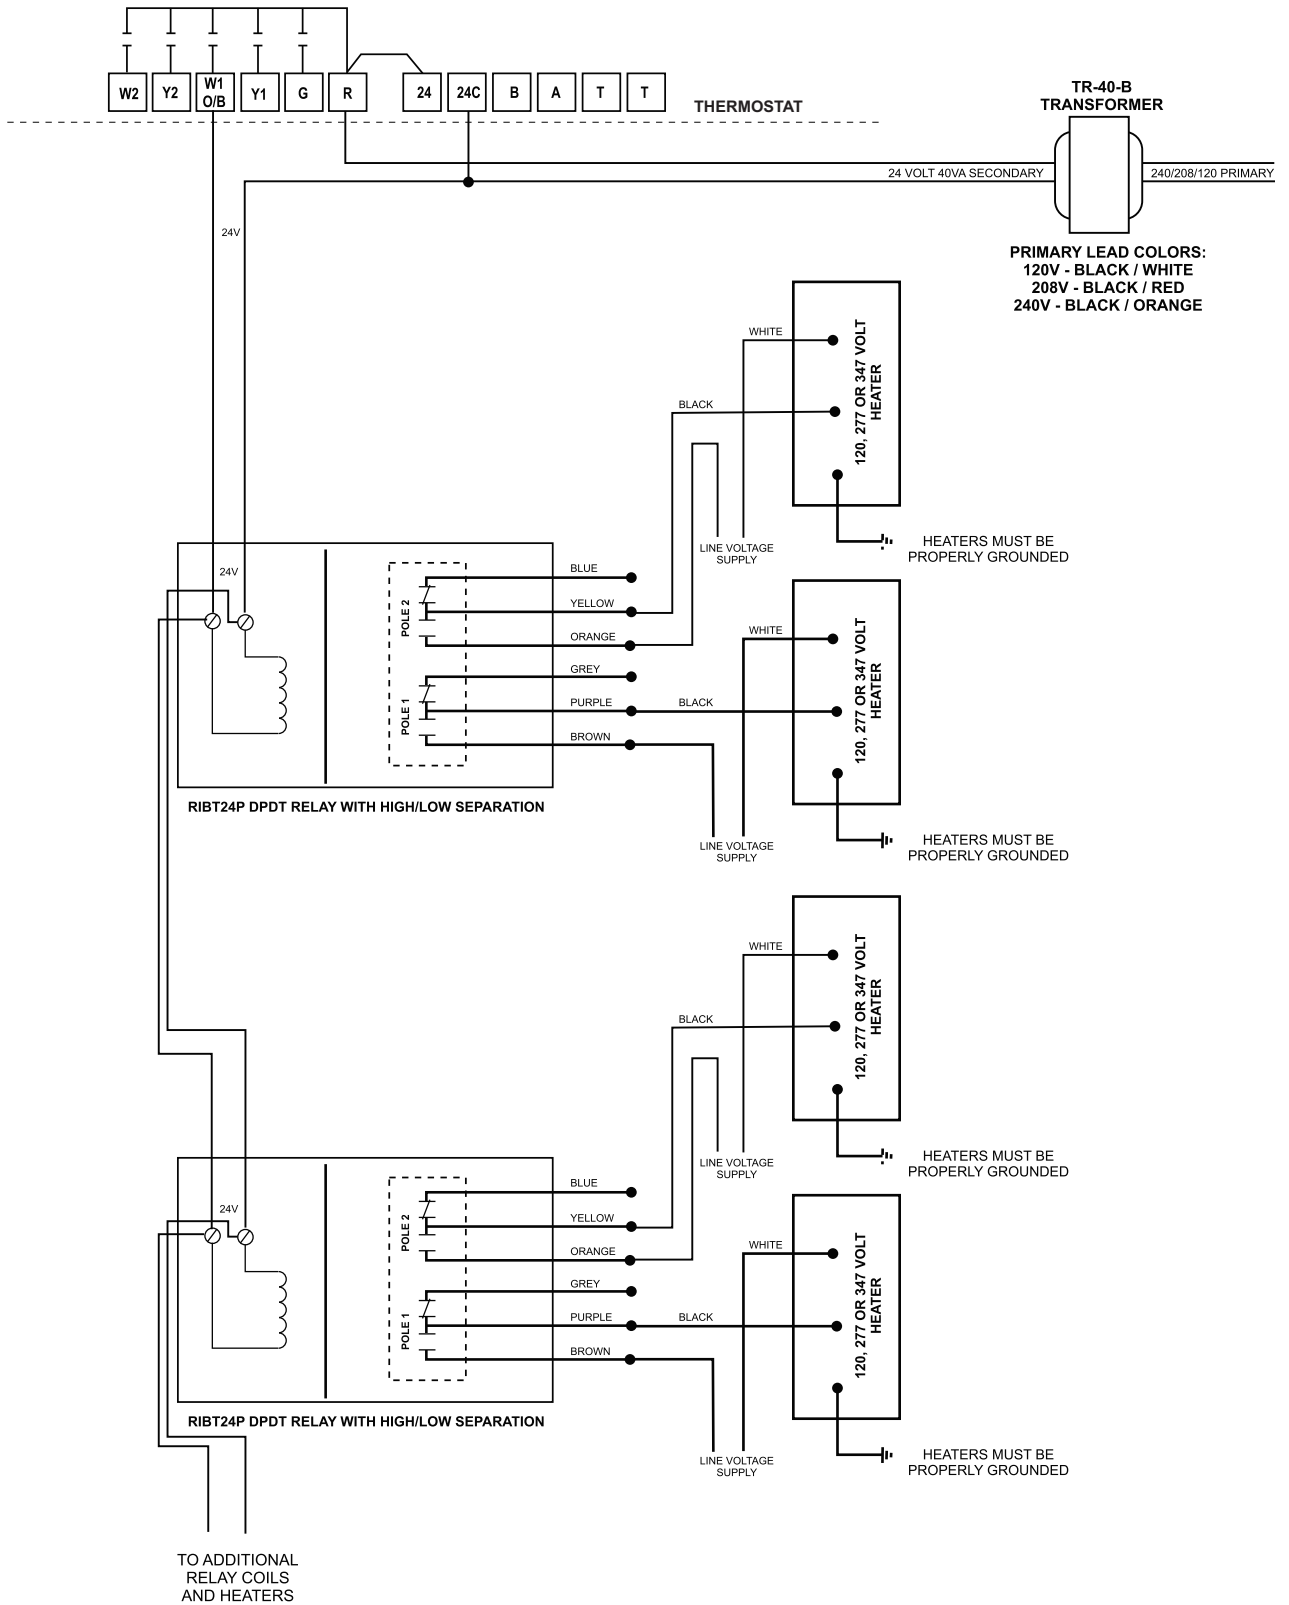 W2
Y2
W1
O/B
Y1
G
R
24
24C
B
A
T
T
THERMOSTAT
TR-40-B
TRANSFORMER
24 VOLT 40VA SECONDARY
240/208/120 PRIMARY
PRIMARY LEAD COLORS:
120V - BLACK / WHITE
208V - BLACK / RED
240V - BLACK / ORANGE
24V
WHITE
BLACK
120, 277 OR 347 VOLT
HEATER
LINE VOLTAGE
SUPPLY
HEATERS MUST BE
PROPERLY GROUNDED
24V
POLE 2
POLE 1
BLUE
YELLOW
ORANGE
GREY
PURPLE
BROWN
WHITE
BLACK
120, 277 OR 347 VOLT
HEATER
RIBT24P DPDT RELAY WITH HIGH/LOW SEPARATION
LINE VOLTAGE
SUPPLY
HEATERS MUST BE
PROPERLY GROUNDED
WHITE
BLACK
120, 277 OR 347 VOLT
HEATER
LINE VOLTAGE
SUPPLY
HEATERS MUST BE
PROPERLY GROUNDED
24V
POLE 2
POLE 1
BLUE
YELLOW
ORANGE
GREY
PURPLE
BROWN
WHITE
BLACK
120, 277 OR 347 VOLT
HEATER
RIBT24P DPDT RELAY WITH HIGH/LOW SEPARATION
LINE VOLTAGE
SUPPLY
HEATERS MUST BE
PROPERLY GROUNDED
TO ADDITIONAL
RELAY COILS
AND HEATERS